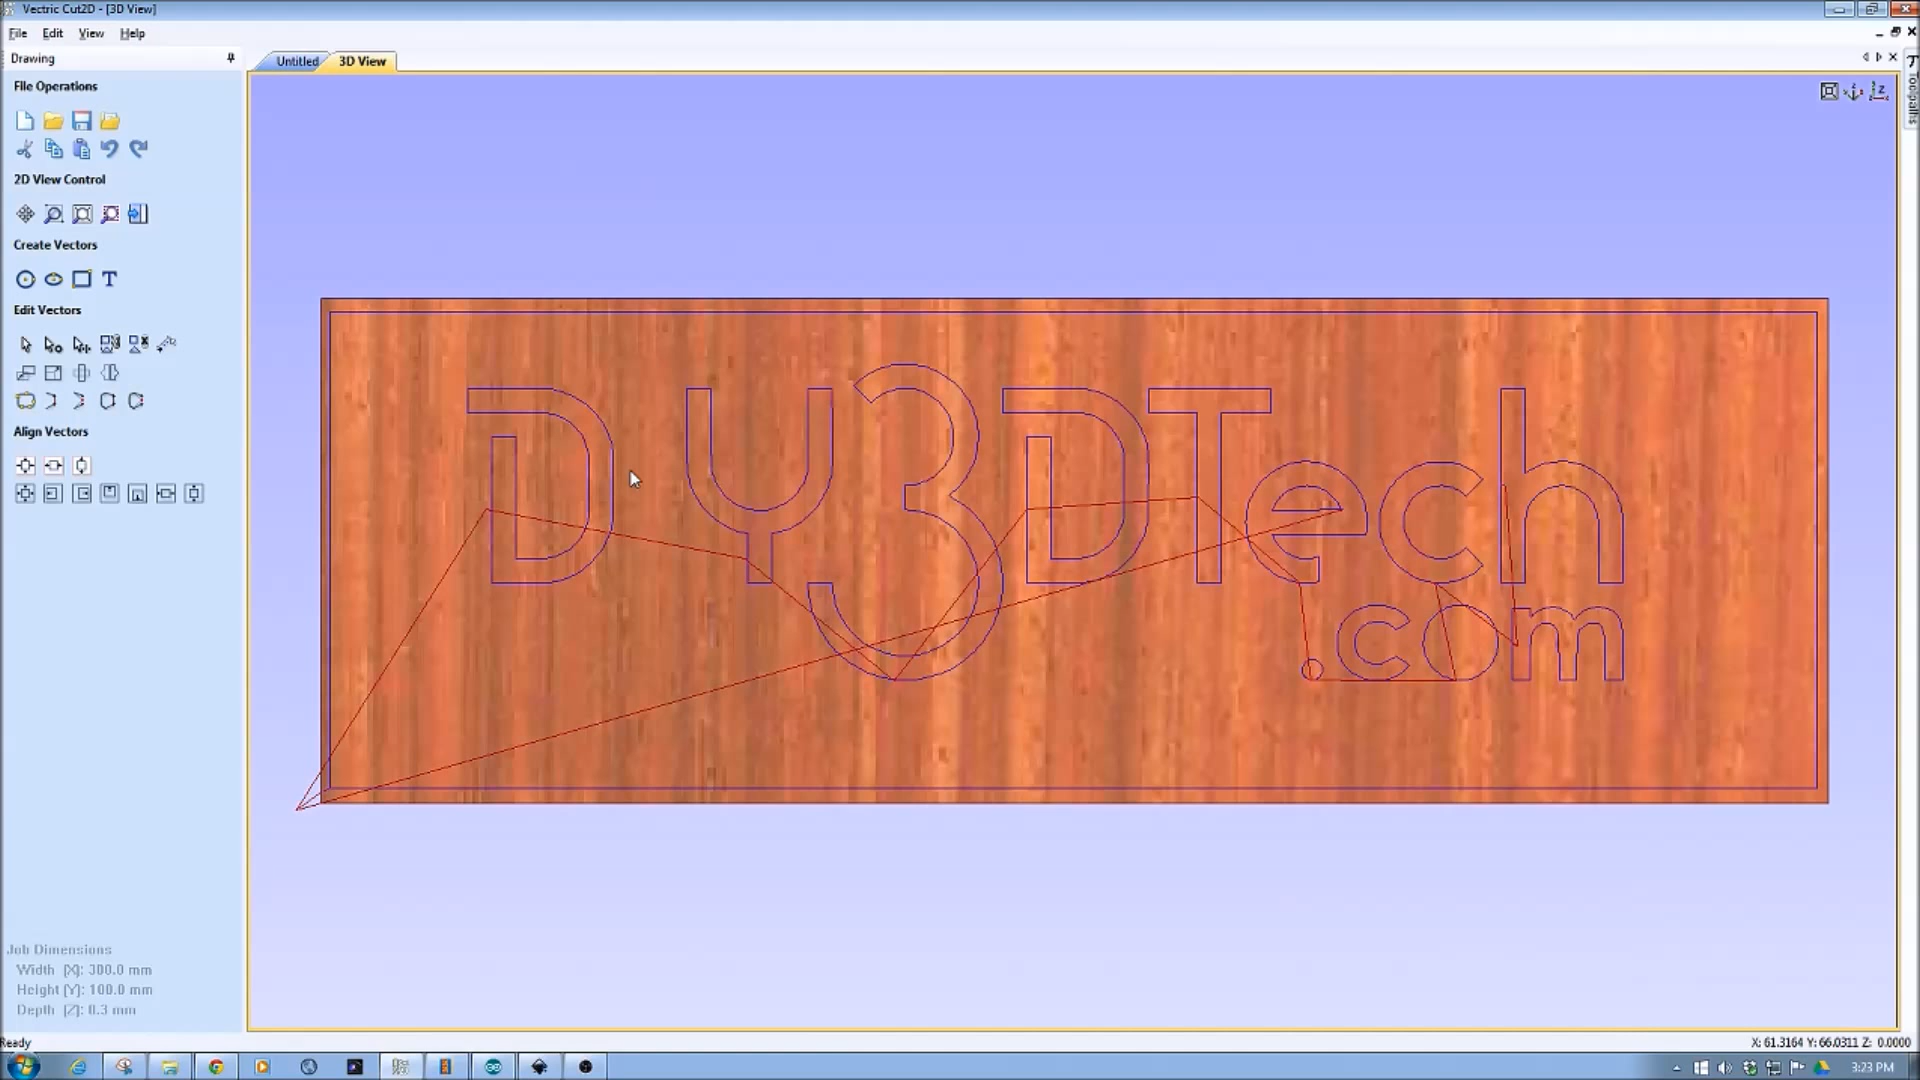 Vectric Cut2D - [3D View]
File Edit View Help
Drawing
Untitled 3D View
File Operations
2D View Control
Create Vectors
T
Edit Vectors
Align Vectors
Toolpaths
DY3DTech
.com
Job Dimensions
Width [X]: 300.0 mm
Height [Y]: 100.0 mm
Depth [Z]: 0.3 mm
Ready
X: 61.3164 Y: 66.0311 Z: 0.0000
3:23 PM